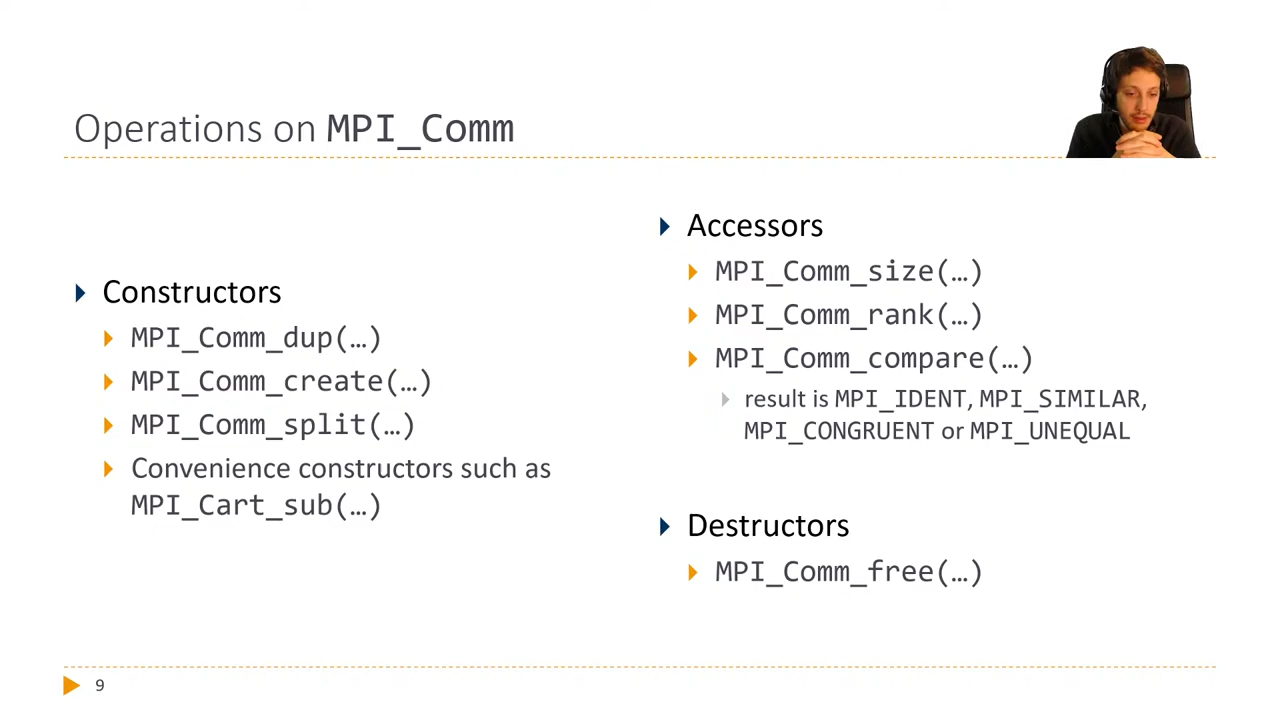 Operations on MPI_Comm
Constructors
MPI_Comm_dup(…)
MPI_Comm_create(…)
MPI_Comm_split(…)
Convenience constructors such as
MPI_Cart_sub(…)
Accessors
MPI_Comm_size(…)
MPI_Comm_rank(…)
MPI_Comm_compare(…)
result is MPI_IDENT, MPI_SIMILAR,
MPI_CONGRUENT or MPI_UNEQUAL
Destructors
MPI_Comm_free(…)
9